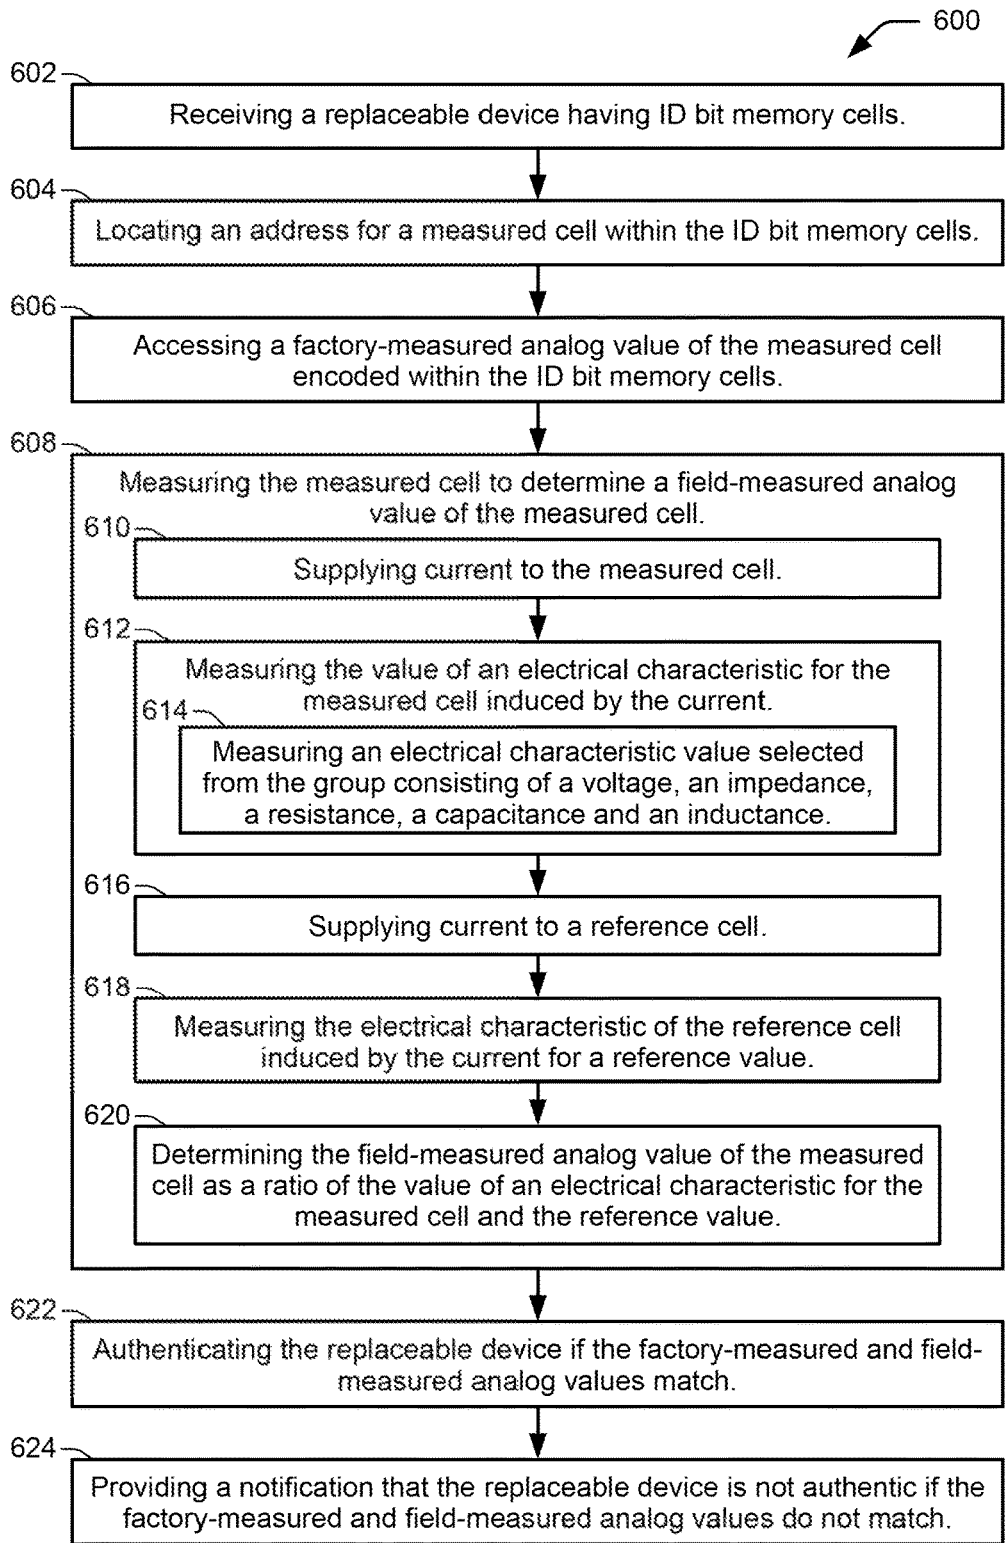 600
602
Receiving a replaceable device having ID bit memory cells.
604
Locating an address for a measured cell within the ID bit memory cells.
606
Accessing a factory-measured analog value of the measured cell
encoded within the ID bit memory cells.
608
Measuring the measured cell to determine a field-measured analog
value of the measured cell.
610
Supplying current to the measured cell.
612
Measuring the value of an electrical characteristic for the
measured cell induced by the current.
614
Measuring an electrical characteristic value selected
from the group consisting of a voltage, an impedance,
a resistance, a capacitance and an inductance.
616
Supplying current to a reference cell.
618
Measuring the electrical characteristic of the reference cell
induced by the current for a reference value.
620
Determining the field-measured analog value of the measured
cell as a ratio of the value of an electrical characteristic for the
measured cell and the reference value.
622
Authenticating the replaceable device if the factory-measured and field-
measured analog values match.
624
Providing a notification that the replaceable device is not authentic if the
factory-measured and field-measured analog values do not match.